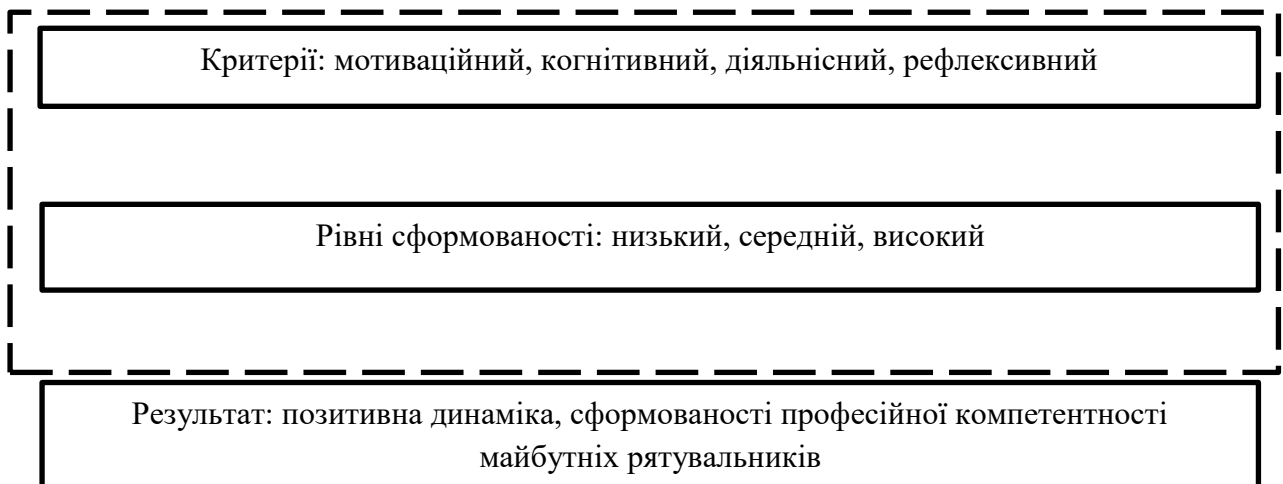 Критерії: мотиваційний, когнітивний, діяльнісний, рефлексивний
Рівні сформованості: низький, середній, високий
Результат: позитивна динаміка, сформованості професійної компетентності
майбутніх рятувальників